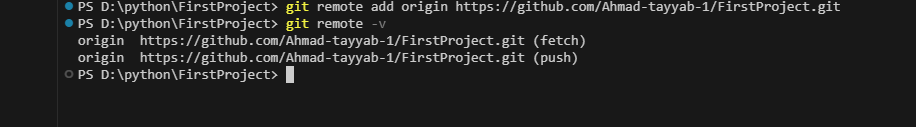 PS D:\python\FirstProject> git remote add origin https://github.com/Ahmad-tayyab-1/FirstProject.git
PS D:\python\FirstProject> git remote -v
origin  https://github.com/Ahmad-tayyab-1/FirstProject.git (fetch)
origin  https://github.com/Ahmad-tayyab-1/FirstProject.git (push)
PS D:\python\FirstProject>